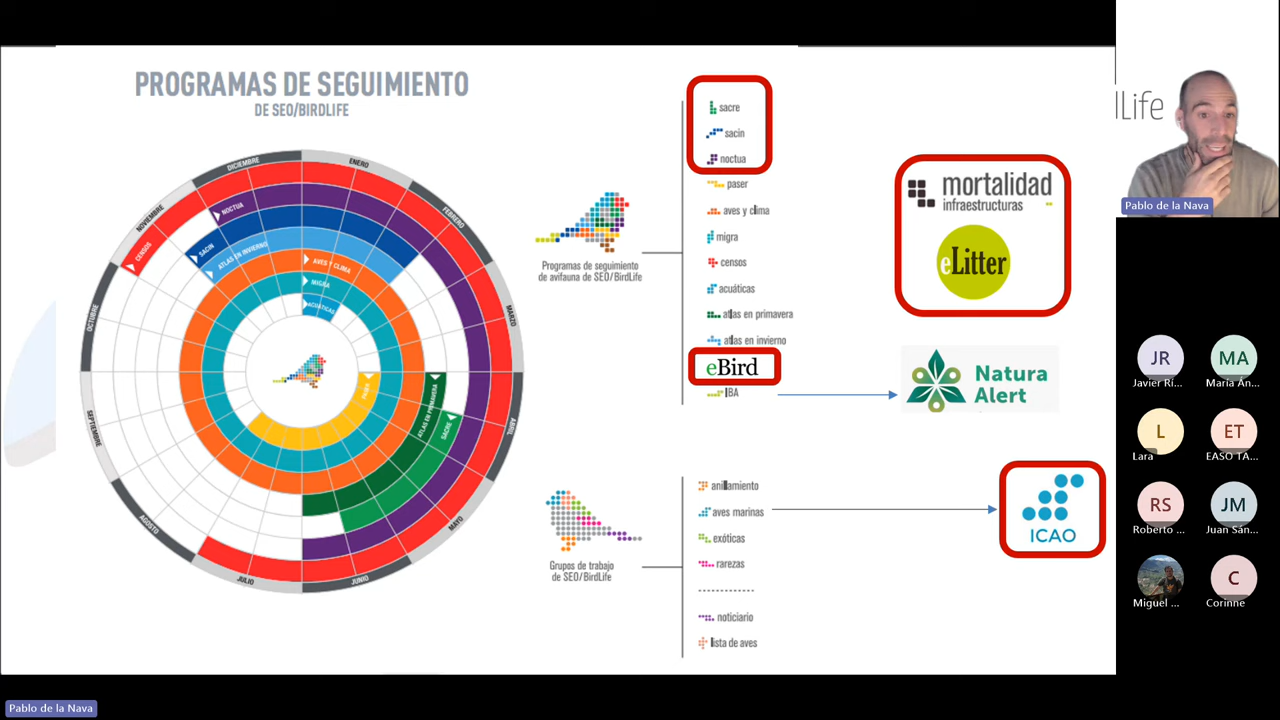 PROGRAMAS DE SEGUIMIENTO
DE SEO/BIRDLIFE
DICIEMBRE
ENERO
FEBRERO
MARZO
ABRIL
MAYO
JUNIO
JULIO
AGOSTO
SEPTIEMBRE
OCTUBRE
NOVIEMBRE
CENSOS
NOCTUA
SACIN
ATLAS EN INVIERNO
AVES Y CLIMA
MIGRA
ACUÁTICAS
PASER
ATLAS EN PRIMAVERA
SACRE
Programas de seguimiento
de avifauna de SEO/BirdLife
sacre
sacin
noctua
paser
aves y clima
migra
censos
acuáticas
atlas en primavera
atlas en invierno
eBird
IBA
mortalidad
infraestructuras
eLitter
Natura
Alert
Grupos de trabajo
de SEO/BirdLife
anillamiento
aves marinas
exóticas
rarezas
noticiario
lista de aves
ICAO
dLife
Pablo de la Nava
JR
Javier Rí...
MA
María Án...
L
Lara
ET
EASO TA...
RS
Roberto ...
JM
Juan Sán...
Miguel ...
C
Corinne
Pablo de la Nava